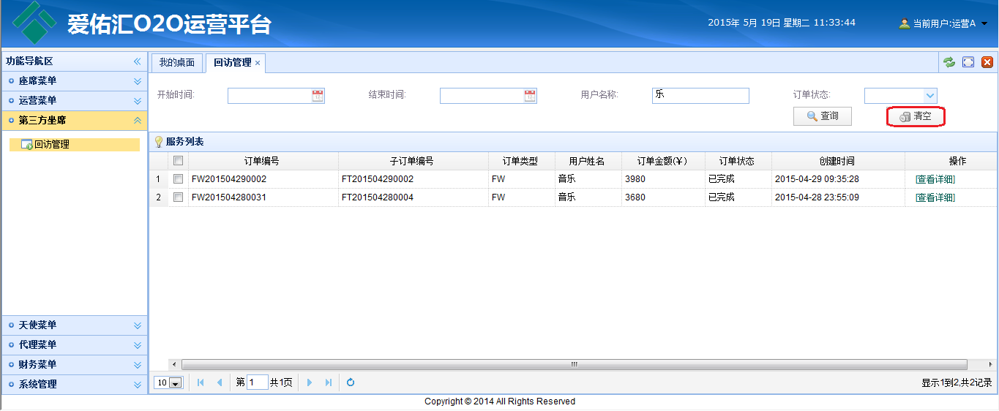 爱佑汇O2O运营平台
2015年 5月 19日 星期二 11:33:44
当前用户:运营A
功能导航区
座席菜单
运营菜单
第三方坐席
回访管理
天使菜单
代理菜单
财务菜单
系统管理
我的桌面 回访管理
开始时间: 结束时间: 用户名称: 乐 订单状态:
查询 清空
服务列表
订单编号 子订单编号 订单类型 用户姓名 订单金额(¥) 订单状态 创建时间 操作
1 FW201504290002 FT201504290002 FW 音乐 3980 已完成 2015-04-29 09:35:28 [查看详细]
2 FW201504280031 FT201504280004 FW 音乐 3680 已完成 2015-04-28 23:55:09 [查看详细]
10 第 1 共1页 显示1到2,共2记录
Copyright © 2014 All Rights Reserved